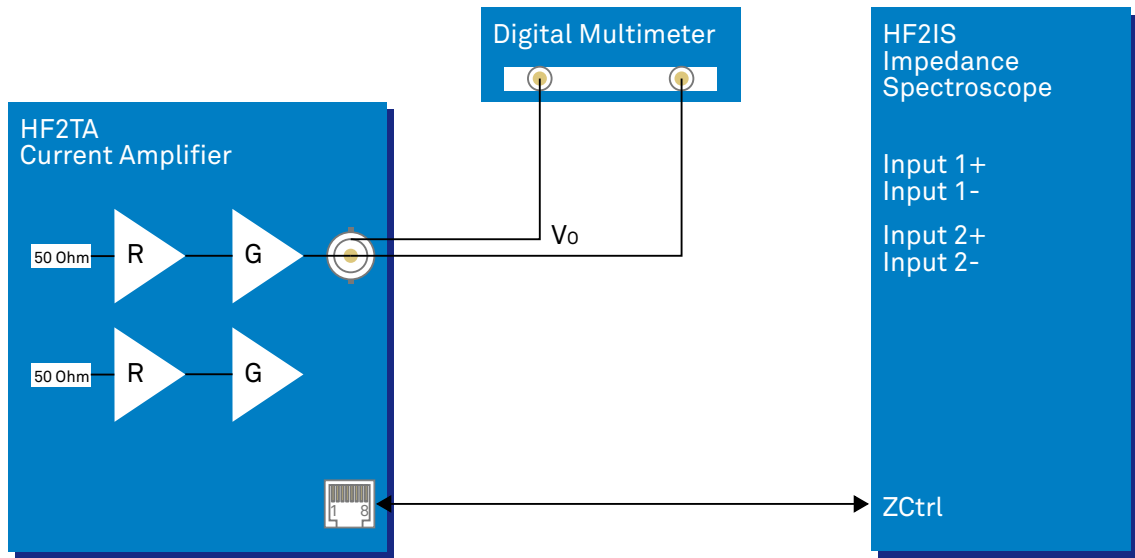 Digital Multimeter
HF2IS
Impedance
Spectroscope
HF2TA
Current Amplifier
Input 1+
Input 1-
Input 2+
Input 2-
50 Ohm
R
G
Vo
50 Ohm
R
G
1 8
ZCtrl